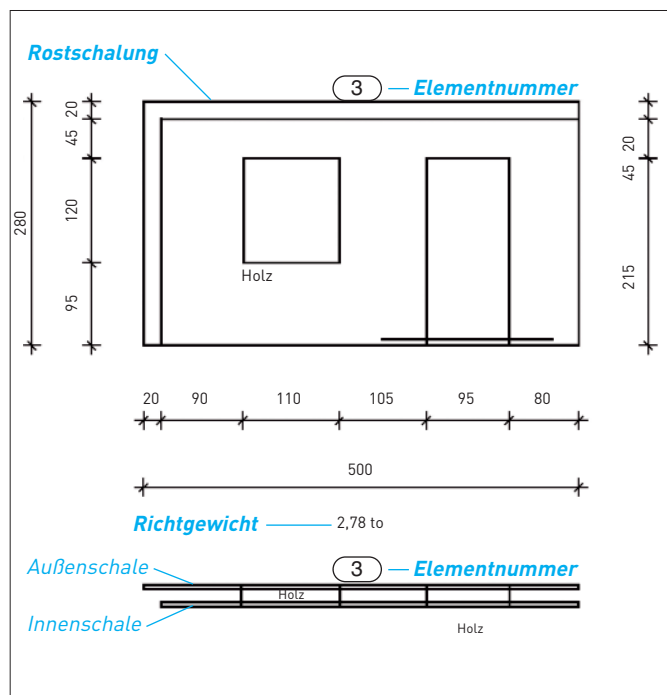 Rostschalung
3 Elementnummer
20
45
120
95
280
20
45
215
Holz
20 90 110 105 95 80
500
Richtgewicht 2,78 to
3 Elementnummer
Außenschale
Holz
Innenschale
Holz